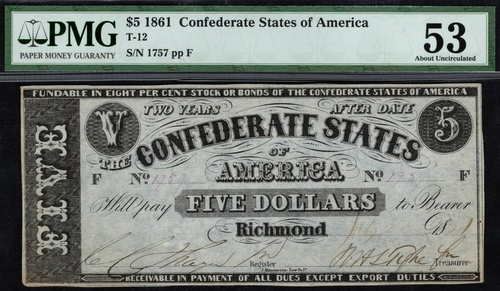 PMG
PAPER MONEY GUARANTY
$5 1861 Confederate States of America
T-12
S/N 1757 pp F
53
About Uncirculated
FUNDABLE IN EIGHT PER CENT STOCK OR BONDS OF THE CONFEDERATE STATES OF AMERICA
FIVE
V
TWO YEARS AFTER DATE
5
THE CONFEDERATE STATES
OF
AMERICA
F No No F
Will pay FIVE DOLLARS to Bearer
Richmond 18
Register Treasurer
RECEIVABLE IN PAYMENT OF ALL DUES EXCEPT EXPORT DUTIES